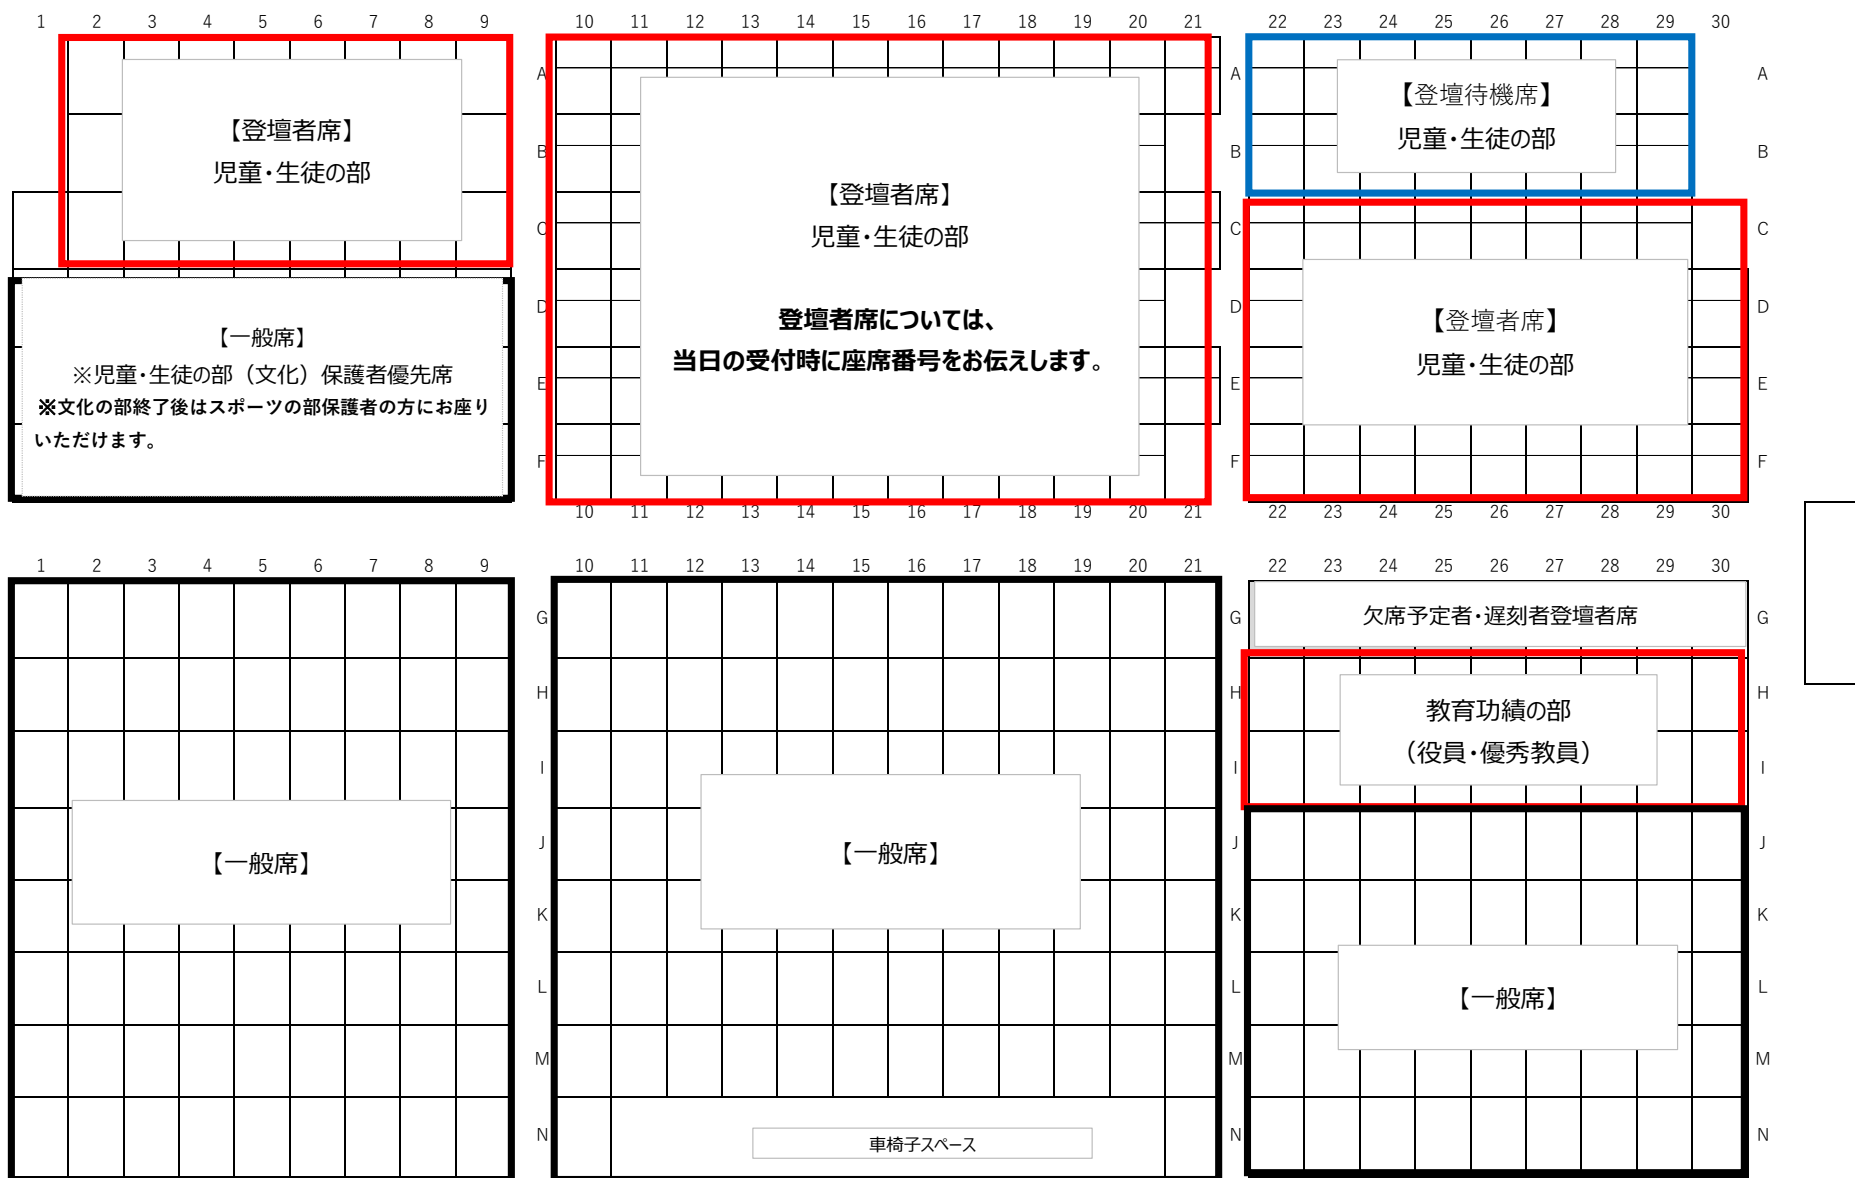 1 2 3 4 5 6 7 8 9 10 11 12 13 14 15 16 17 18 19 20 21 22 23 24 25 26 27 28 29 30
A A A
B B B
C C C
D D D
E E E
F F F
【登壇者席】
児童・生徒の部
【一般席】
※児童・生徒の部（文化）保護者優先席
※文化の部終了後はスポーツの部保護者の方にお座り
いただけます。
【登壇者席】
児童・生徒の部
登壇者席については、
当日の受付時に座席番号をお伝えします。
【登壇待機席】
児童・生徒の部
【登壇者席】
児童・生徒の部
10 11 12 13 14 15 16 17 18 19 20 21 22 23 24 25 26 27 28 29 30
1 2 3 4 5 6 7 8 9 10 11 12 13 14 15 16 17 18 19 20 21 22 23 24 25 26 27 28 29 30
G G G
H H H
I I I
J J J
K K K
L L L
M M M
N N N
【一般席】
【一般席】
車椅子スペース
欠席予定者・遅刻者登壇者席
教育功績の部
（役員・優秀教員）
【一般席】